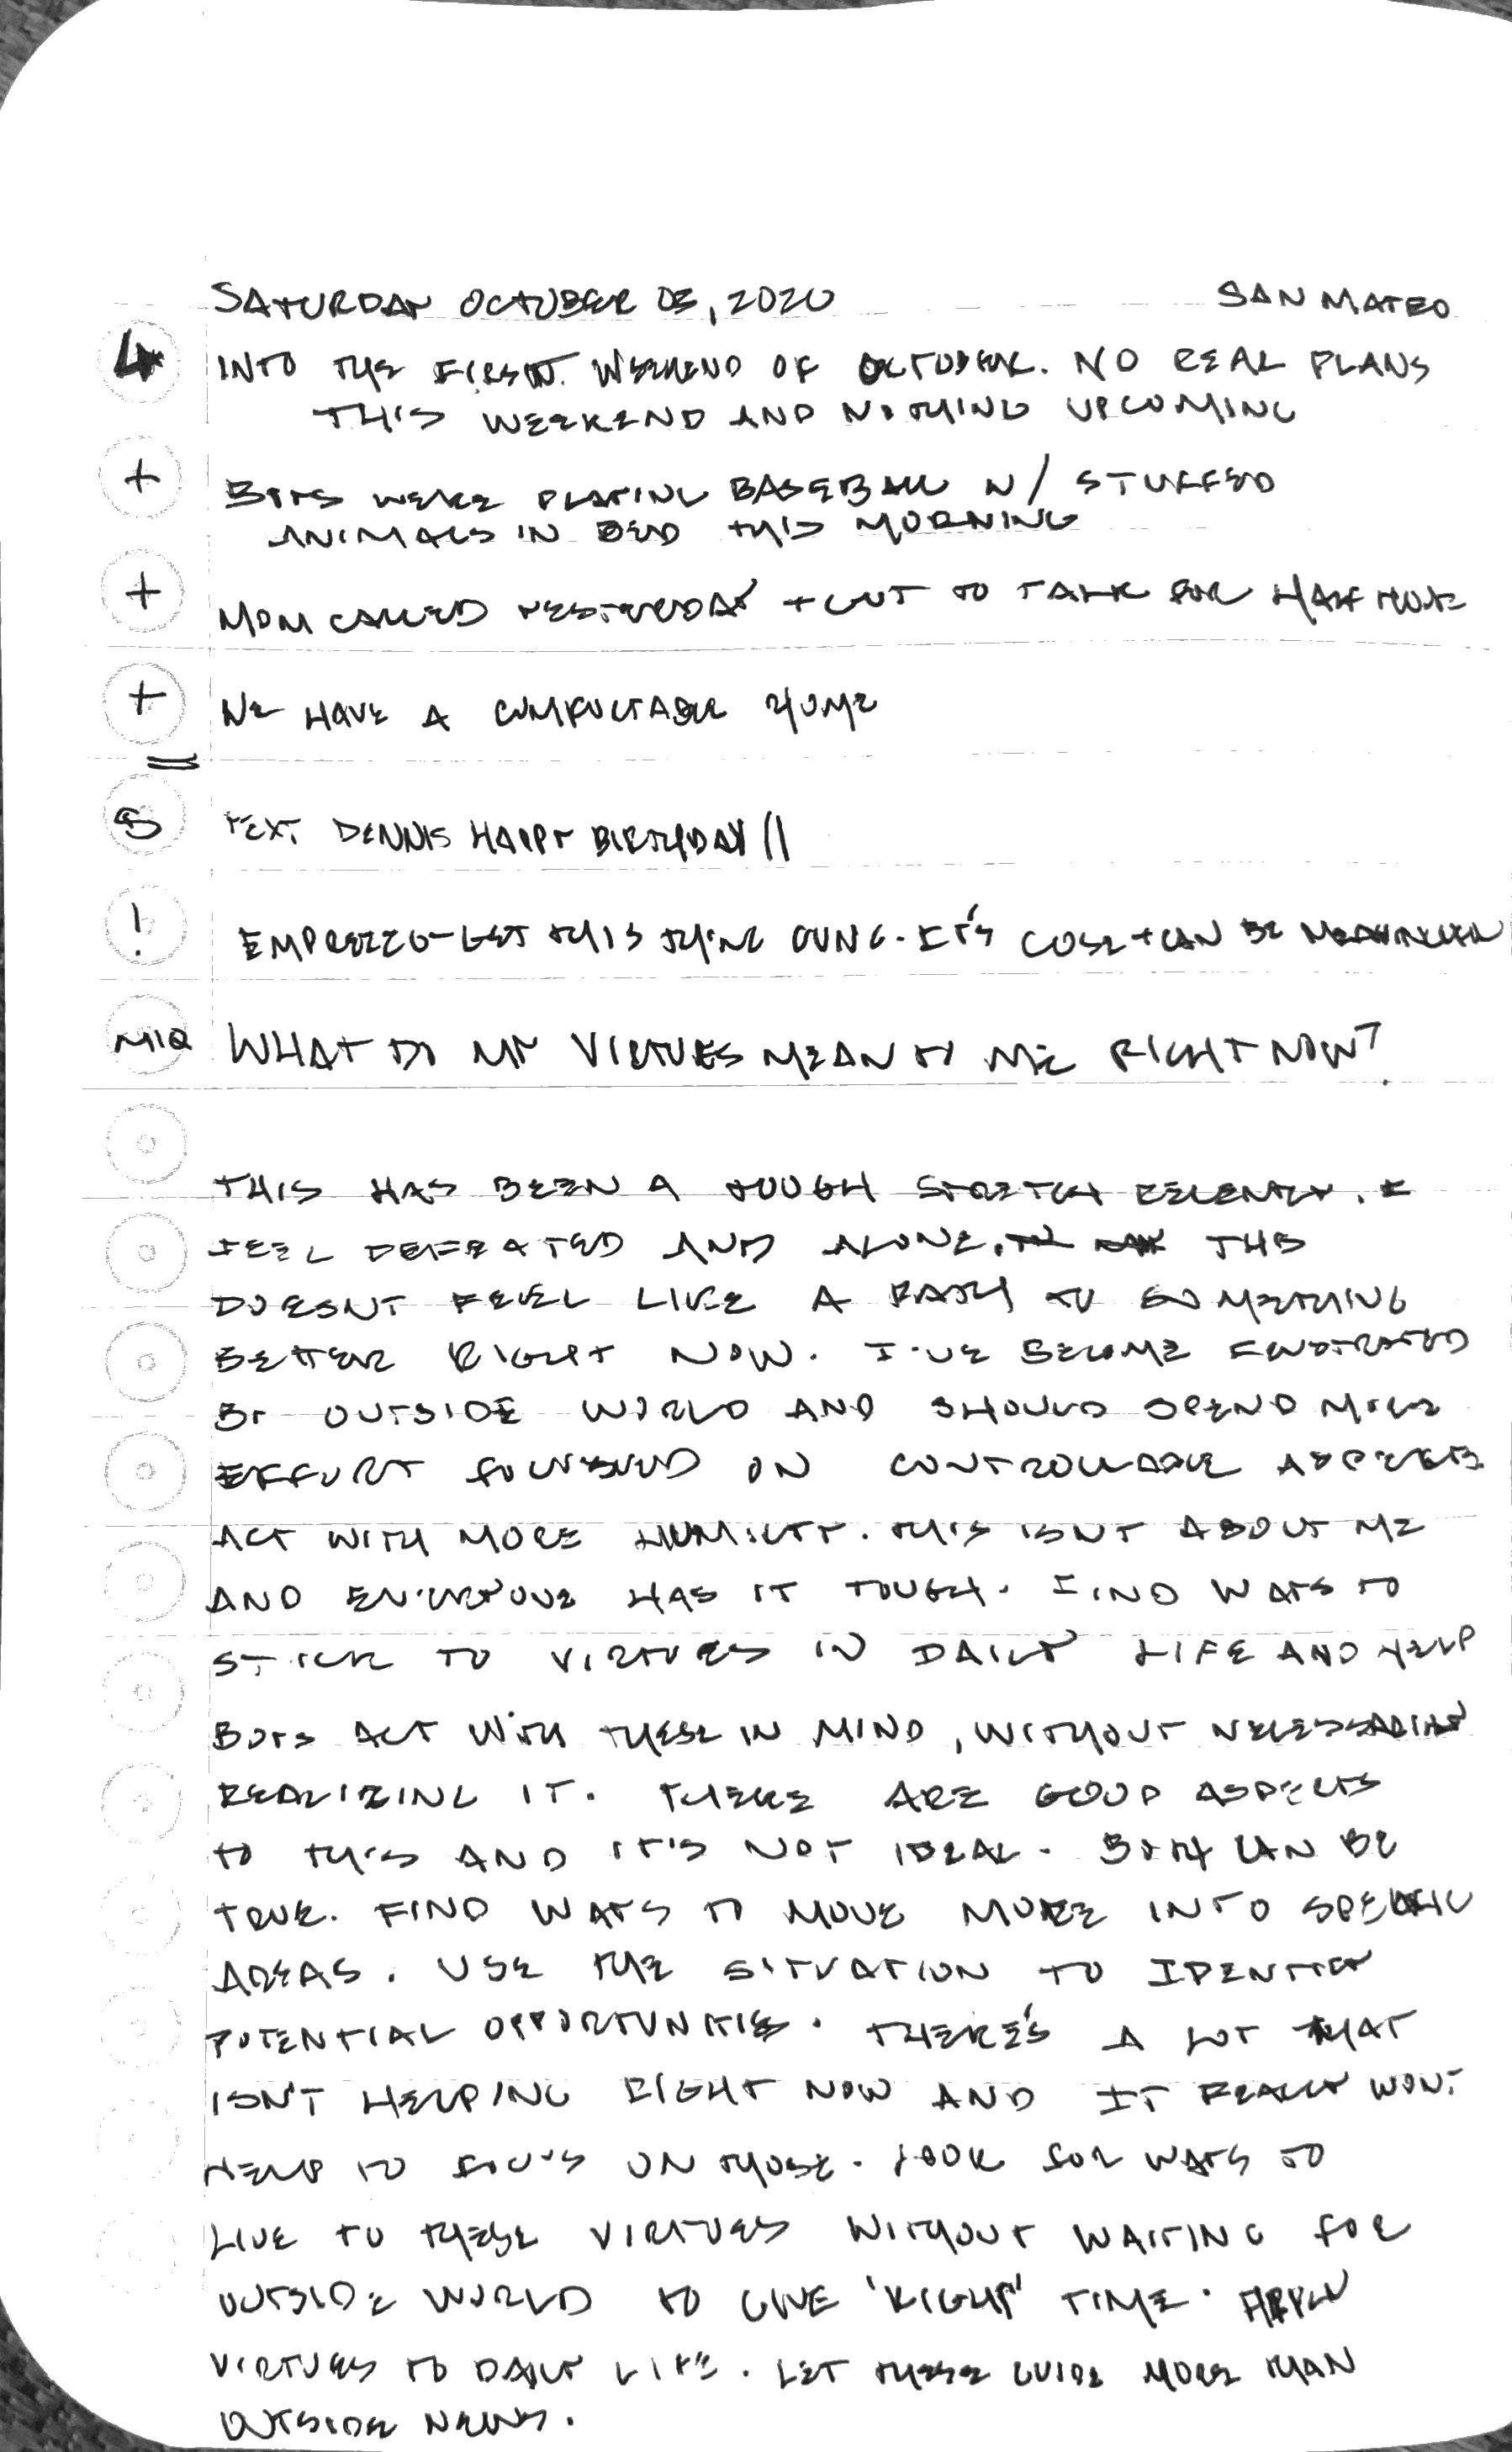 SATURDAY OCTOBER 03, 2020 SAN MATEO
4 INTO THE FIRST WEEKEND OF OCTOBER. NO REAL PLANS
THIS WEEKEND AND NOTHING UPCOMING
+ BOYS WERE PLAYING BASEBALL W/ STUFFED
ANIMALS IN BED THIS MORNING
+ MOM CALLED YESTERDAY + GOT TO TALK FOR HALF HOUR
+ WE HAVE A COMFORTABLE HOME
TEXT DENNIS HAPPY BIRTHDAY
! GET THIS THING GOING. IT'S CLOSE + CAN BE MEANINGFUL
MIQ WHAT DO MY VIRTUES MEAN TO ME RIGHT NOW?
THIS HAS BEEN A TOUGH STRETCH RECENTLY. I
FEEL DEFEATED AND ALONE. THIS
DOESNT FEEL LIKE A PATH TO SOMETHING
BETTER RIGHT NOW. I'VE BECOME FRUSTRATED
BY OUTSIDE WORLD AND SHOULD SPEND MORE
EFFORT FOCUSED ON CONTROLLABLE ASPECTS.
ACT WITH MORE HUMILITY. THIS ISNT ABOUT ME
AND EVERYONE HAS IT TOUGH. FIND WAYS TO
STICK TO VIRTUES IN DAILY LIFE AND HELP
BOYS ACT WITH THESE IN MIND, WITHOUT NECESSARILY
REALIZING IT. THERE ARE GOOD ASPECTS
TO THIS AND IT'S NOT IDEAL. BOTH CAN BE
TRUE. FIND WAYS TO MOVE MORE INTO SPECIFIC
AREAS. USE THE SITUATION TO IDENTIFY
POTENTIAL OPPORTUNITIES. THERE'S A LOT THAT
ISN'T HELPING RIGHT NOW AND IT REALLY WON'T
HELP TO FOCUS ON THOSE. LOOK FOR WAYS TO
LIVE TO THESE VIRTUES WITHOUT WAITING FOR
OUTSIDE WORLD TO GIVE 'RIGHT' TIME. APPLY
VIRTUES TO DAILY LIFE. LET THESE GUIDE MORE THAN
OUTSIDE NEWS.